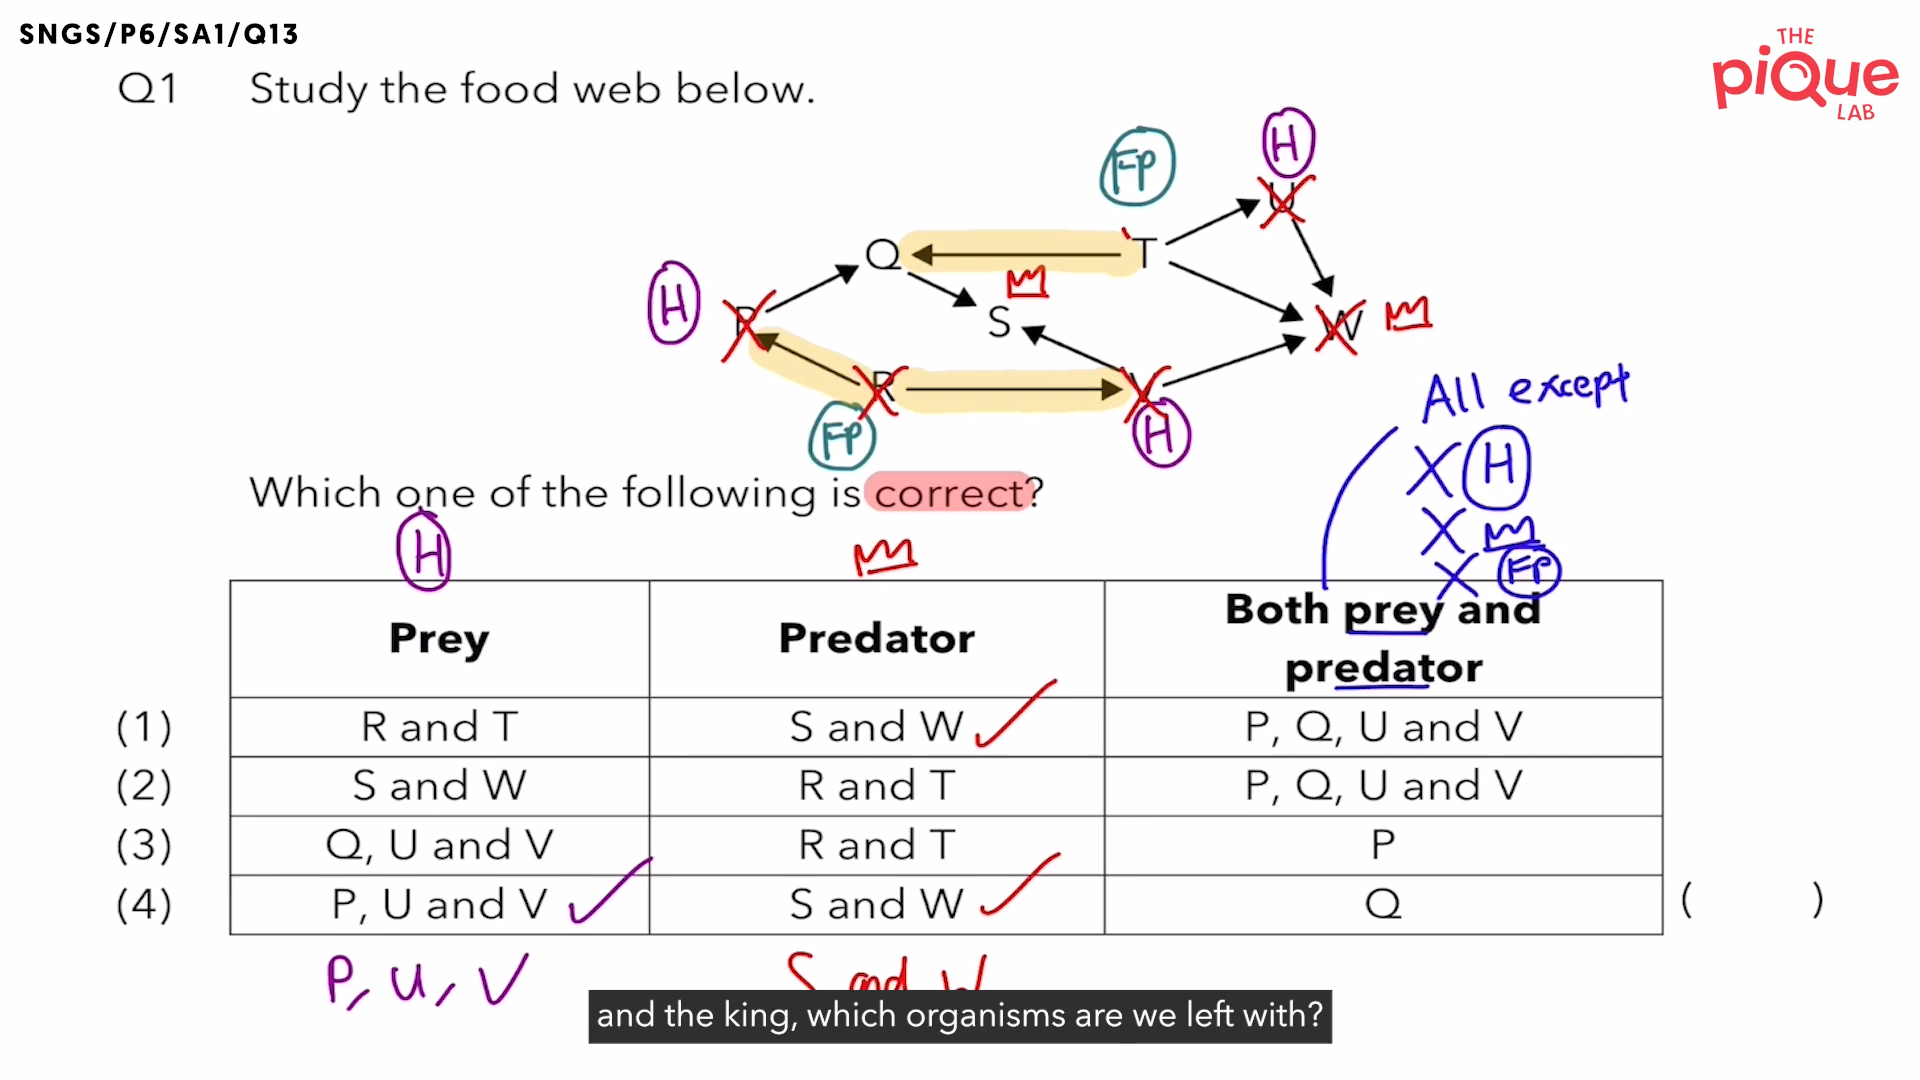 SNGS/P6/SA1/Q13
THE
piQue
LAB
Q1 Study the food web below.
H
FP
U
Q T
H
P S W
R V
FP H
All except
X H
X
X FP
Which one of the following is correct?
H
Prey Predator Both prey and predator
(1) R and T S and W P, Q, U and V
(2) S and W R and T P, Q, U and V
(3) Q, U and V R and T P
(4) P, U and V S and W Q ( )
P, U, V S and W
and the king, which organisms are we left with?